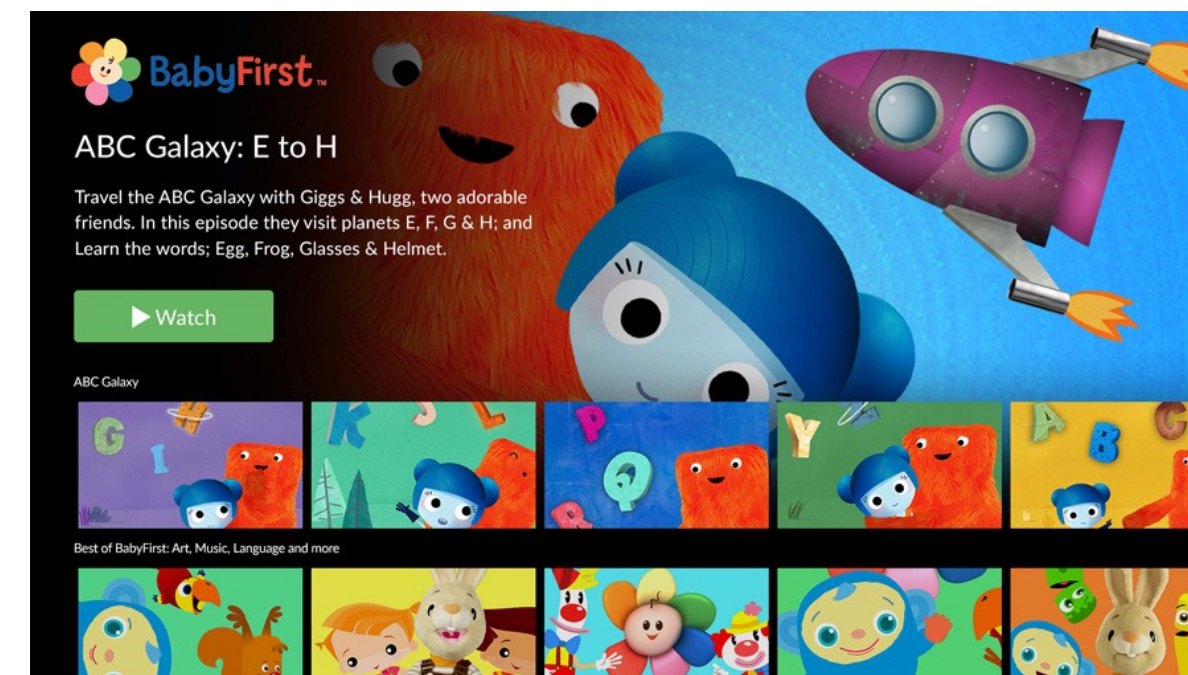 BabyFirst™
ABC Galaxy: E to H
Travel the ABC Galaxy with Giggs & Hugg, two adorable
friends. In this episode they visit planets E, F, G & H; and
Learn the words; Egg, Frog, Glasses & Helmet.
Watch
ABC Galaxy
G I H
K J L
P Q R
Y Z
A B C
Best of BabyFirst: Art, Music, Language and more